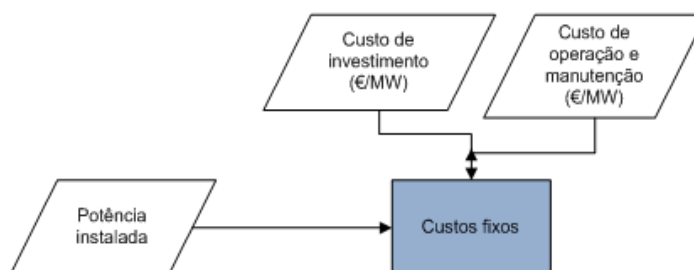 Custo de
investimento
(€/MW)
Custo de
operação e
manutenção
(€/MW)
Potência
instalada
Custos fixos